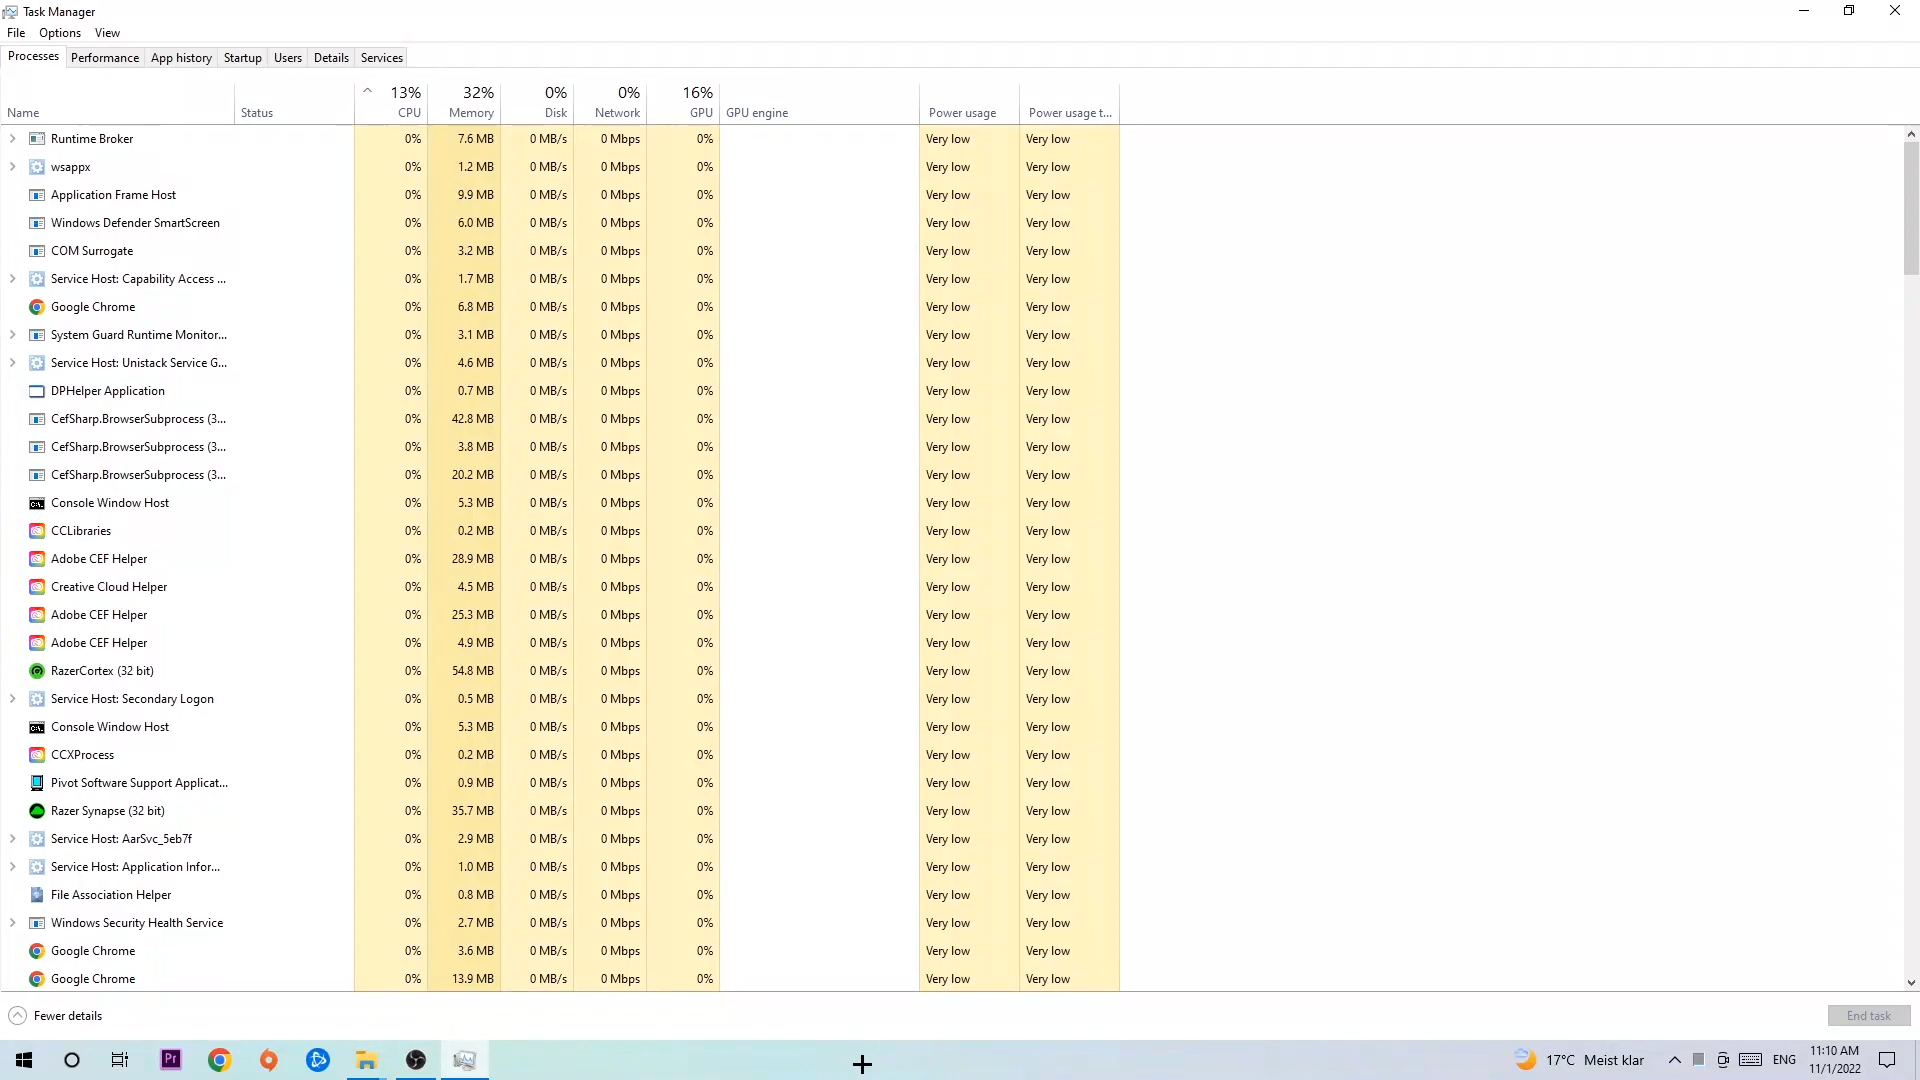 Task Manager
File Options View
Processes Performance App history Startup Users Details Services
13% 32% 0% 0% 16%
Name Status CPU Memory Disk Network GPU GPU engine Power usage Power usage t...
Runtime Broker 0% 7.6 MB 0 MB/s 0 Mbps 0% Very low Very low
wsappx 0% 1.2 MB 0 MB/s 0 Mbps 0% Very low Very low
Application Frame Host 0% 9.9 MB 0 MB/s 0 Mbps 0% Very low Very low
Windows Defender SmartScreen 0% 6.0 MB 0 MB/s 0 Mbps 0% Very low Very low
COM Surrogate 0% 3.2 MB 0 MB/s 0 Mbps 0% Very low Very low
Service Host: Capability Access ... 0% 1.7 MB 0 MB/s 0 Mbps 0% Very low Very low
Google Chrome 0% 6.8 MB 0 MB/s 0 Mbps 0% Very low Very low
System Guard Runtime Monitor... 0% 3.1 MB 0 MB/s 0 Mbps 0% Very low Very low
Service Host: Unistack Service G... 0% 4.6 MB 0 MB/s 0 Mbps 0% Very low Very low
DPHelper Application 0% 0.7 MB 0 MB/s 0 Mbps 0% Very low Very low
CefSharp.BrowserSubprocess (3... 0% 42.8 MB 0 MB/s 0 Mbps 0% Very low Very low
CefSharp.BrowserSubprocess (3... 0% 3.8 MB 0 MB/s 0 Mbps 0% Very low Very low
CefSharp.BrowserSubprocess (3... 0% 20.2 MB 0 MB/s 0 Mbps 0% Very low Very low
Console Window Host 0% 5.3 MB 0 MB/s 0 Mbps 0% Very low Very low
CCLibraries 0% 0.2 MB 0 MB/s 0 Mbps 0% Very low Very low
Adobe CEF Helper 0% 28.9 MB 0 MB/s 0 Mbps 0% Very low Very low
Creative Cloud Helper 0% 4.5 MB 0 MB/s 0 Mbps 0% Very low Very low
Adobe CEF Helper 0% 25.3 MB 0 MB/s 0 Mbps 0% Very low Very low
Adobe CEF Helper 0% 4.9 MB 0 MB/s 0 Mbps 0% Very low Very low
RazerCortex (32 bit) 0% 54.8 MB 0 MB/s 0 Mbps 0% Very low Very low
Service Host: Secondary Logon 0% 0.5 MB 0 MB/s 0 Mbps 0% Very low Very low
Console Window Host 0% 5.3 MB 0 MB/s 0 Mbps 0% Very low Very low
CCXProcess 0% 0.2 MB 0 MB/s 0 Mbps 0% Very low Very low
Pivot Software Support Applicat... 0% 0.9 MB 0 MB/s 0 Mbps 0% Very low Very low
Razer Synapse (32 bit) 0% 35.7 MB 0 MB/s 0 Mbps 0% Very low Very low
Service Host: AarSvc_5eb7f 0% 2.9 MB 0 MB/s 0 Mbps 0% Very low Very low
Service Host: Application Infor... 0% 1.0 MB 0 MB/s 0 Mbps 0% Very low Very low
File Association Helper 0% 0.8 MB 0 MB/s 0 Mbps 0% Very low Very low
Windows Security Health Service 0% 2.7 MB 0 MB/s 0 Mbps 0% Very low Very low
Google Chrome 0% 3.6 MB 0 MB/s 0 Mbps 0% Very low Very low
Google Chrome 0% 13.9 MB 0 MB/s 0 Mbps 0% Very low Very low
Fewer details End task
Pr 17°C Meist klar ENG 11:10 AM
11/1/2022